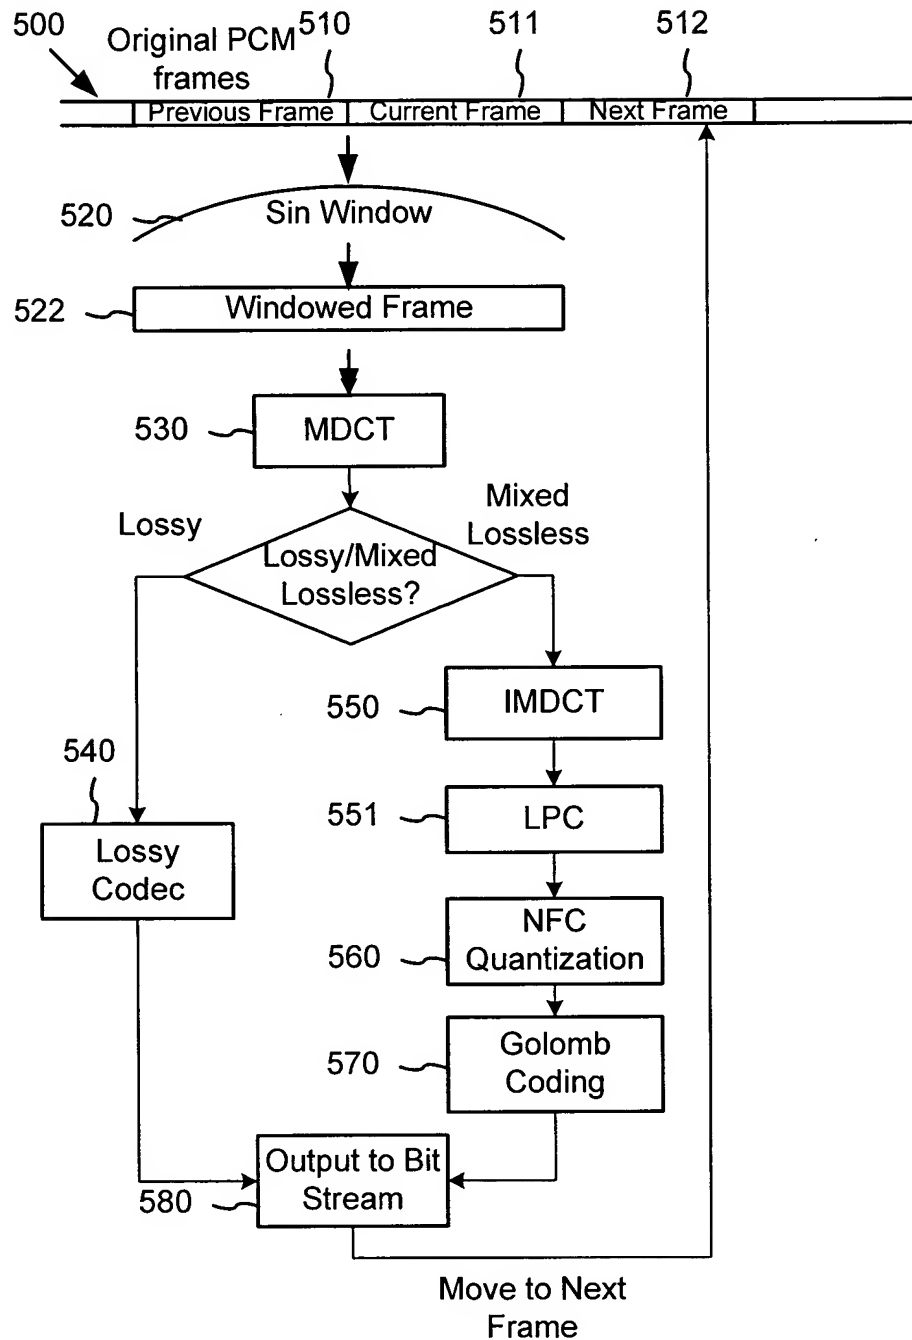 500
Original PCM
frames
510
511
512
Previous Frame
Current Frame
Next Frame
520
Sin Window
522
Windowed Frame
530
MDCT
Lossy
Mixed
Lossless
Lossy/Mixed
Lossless?
550
IMDCT
540
551
LPC
Lossy
Codec
560
NFC
Quantization
570
Golomb
Coding
580
Output to Bit
Stream
Move to Next
Frame